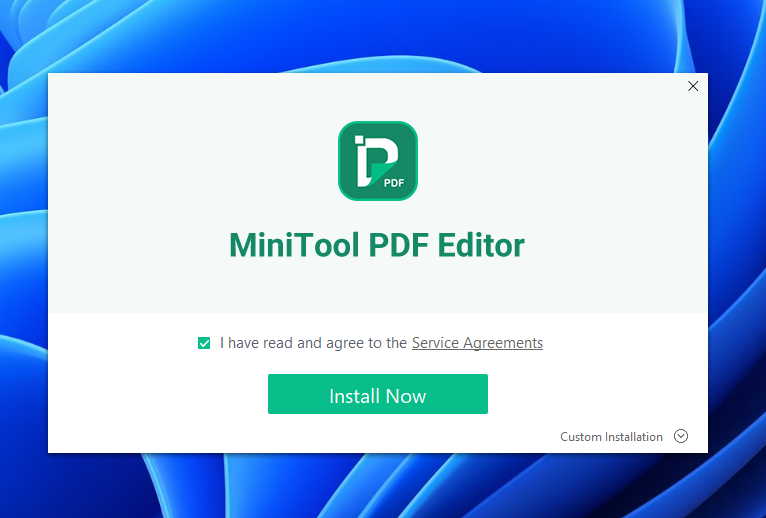 PDF
MiniTool PDF Editor
I have read and agree to the Service Agreements
Install Now
Custom Installation